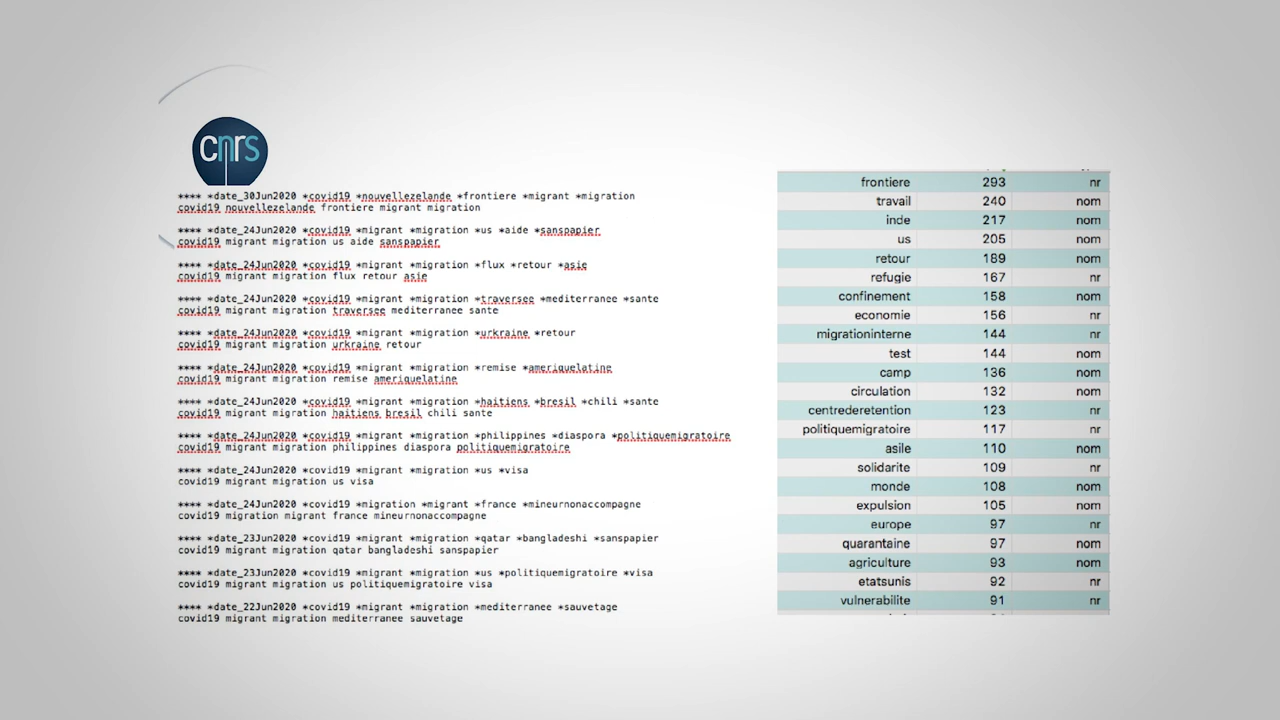 cnrs
**** *date_30Jun2020 *covid19 *nouvellezelande *frontiere *migrant *migration
covid19 nouvellezelande frontiere migrant migration
**** *date_24Jun2020 *covid19 *migrant *migration *us *aide *sanspapier
covid19 migrant migration us aide sanspapier
**** *date_24Jun2020 *covid19 *migrant *migration *flux *retour *asie
covid19 migrant migration flux retour asie
**** *date_24Jun2020 *covid19 *migrant *migration *traversee *mediterranee *sante
covid19 migrant migration traversee mediterranee sante
**** *date_24Jun2020 *covid19 *migrant *migration *urkraine *retour
covid19 migrant migration urkraine retour
**** *date_24Jun2020 *covid19 *migrant *migration *remise *ameriquelatine
covid19 migrant migration remise ameriquelatine
**** *date_24Jun2020 *covid19 *migrant *migration *haitiens *bresil *chili *sante
covid19 migrant migration haitiens bresil chili sante
**** *date_24Jun2020 *covid19 *migrant *migration *philippines *diaspora *politiquemigratoire
covid19 migrant migration philippines diaspora politiquemigratoire
**** *date_24Jun2020 *covid19 *migrant *migration *us *visa
covid19 migrant migration us visa
**** *date_24Jun2020 *covid19 *migration *migrant *france *mineurnonaccompagne
covid19 migration migrant france mineurnonaccompagne
**** *date_23Jun2020 *covid19 *migrant *migration *qatar *bangladeshi *sanspapier
covid19 migrant migration qatar bangladeshi sanspapier
**** *date_23Jun2020 *covid19 *migrant *migration *us *politiquemigratoire *visa
covid19 migrant migration us politiquemigratoire visa
**** *date_22Jun2020 *covid19 *migrant *migration *mediterranee *sauvetage
covid19 migrant migration mediterranee sauvetage
frontiere 293 nr
travail 240 nom
inde 217 nom
us 205 nom
retour 189 nom
refugie 167 nr
confinement 158 nom
economie 156 nr
migrationinterne 144 nr
test 144 nom
camp 136 nom
circulation 132 nom
centrederetention 123 nr
politiquemigratoire 117 nr
asile 110 nom
solidarite 109 nr
monde 108 nom
expulsion 105 nom
europe 97 nr
quarantaine 97 nom
agriculture 93 nom
etatsunis 92 nr
vulnerabilite 91 nr